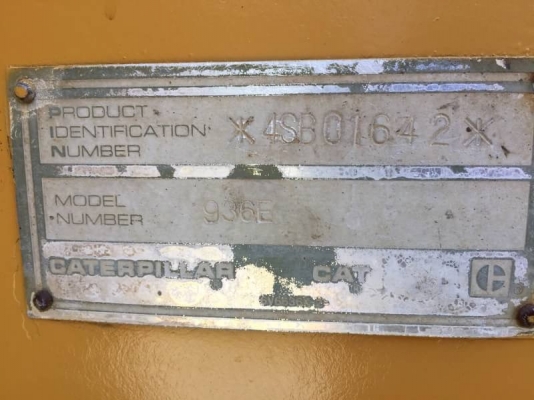 PRODUCT
IDENTIFICATION
NUMBER
*4SB01642*
MODEL
NUMBER
936E
CATERPILLAR CAT